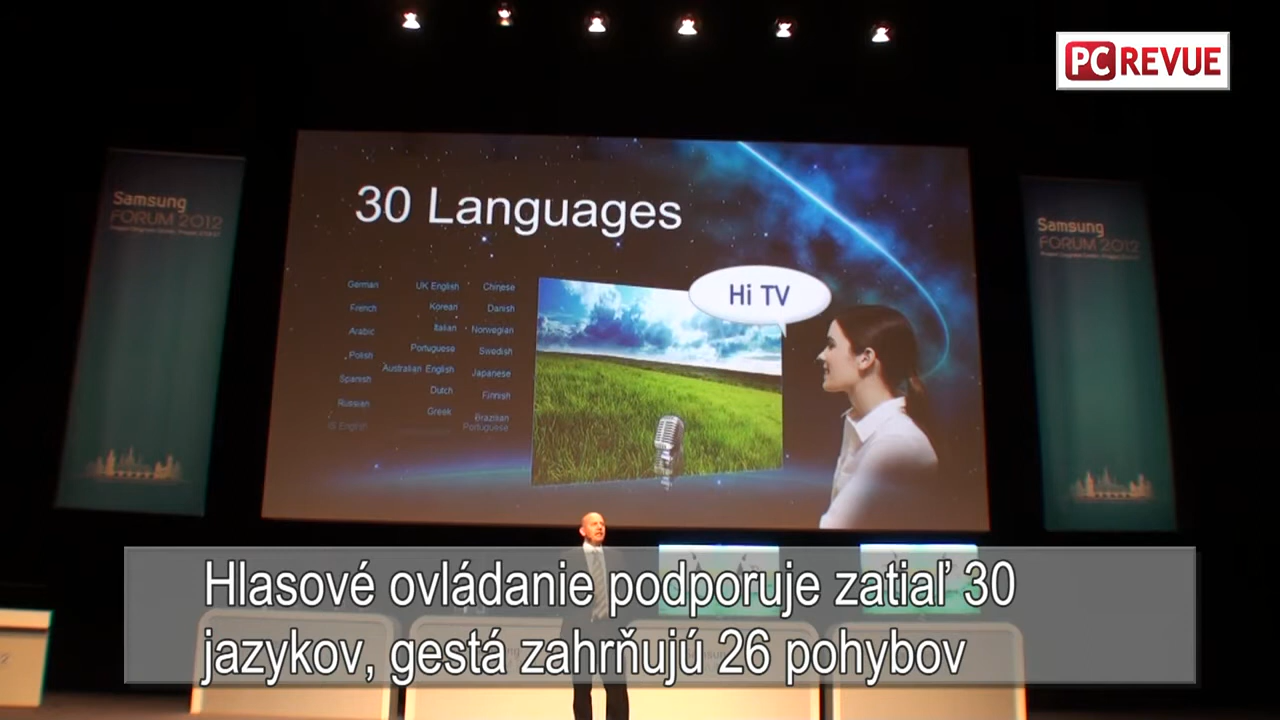 PC REVUE
Samsung
FORUM 2012
30 Languages
Hi TV
German
French
Arabic
Polish
Spanish
Russian
English
UK English
Korean
Italian
Portuguese
Australian English
Dutch
Greek
Chinese
Danish
Norwegian
Swedish
Japanese
Finnish
Brazilian
Portuguese
Samsung
FORUM 2012
Hlasové ovládanie podporuje zatiaľ 30
jazykov, gestá zahrňujú 26 pohybov